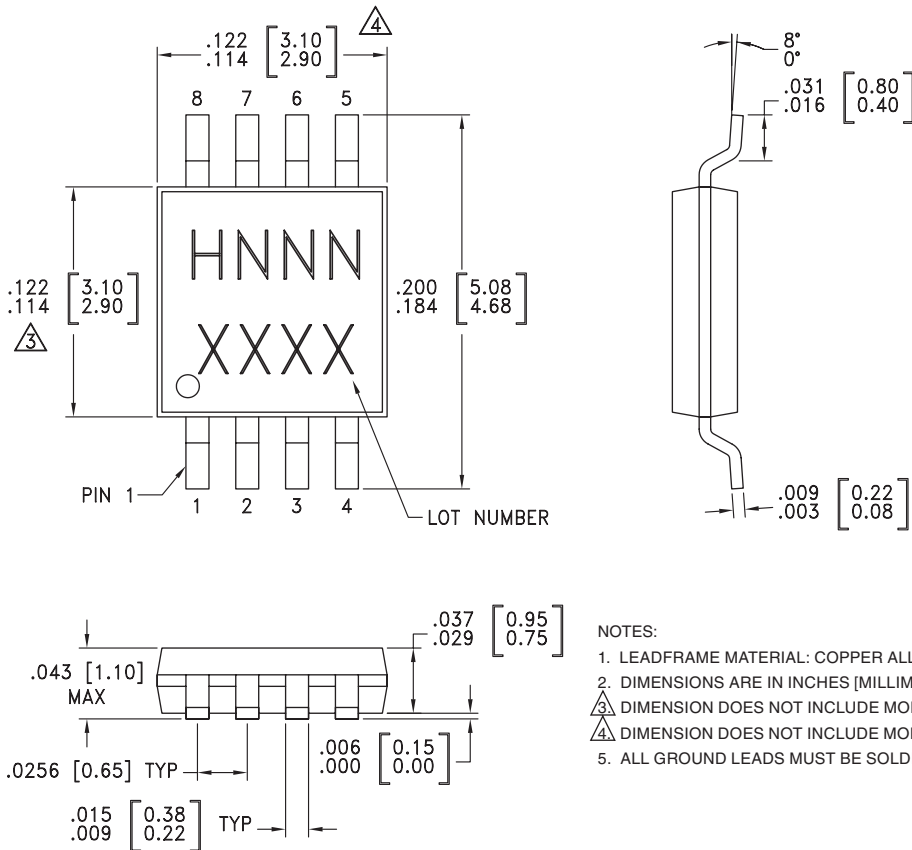 .122 [3.10]
.114 [2.90]
4
8 7 6 5
HNNN
XXXX
.122 [3.10]
.114 [2.90]
3
.200 [5.08]
.184 [4.68]
PIN 1
1 2 3 4
LOT NUMBER
8°
0°
.031 [0.80]
.016 [0.40]
.009 [0.22]
.003 [0.08]
.037 [0.95]
.029 [0.75]
.043 [1.10]
MAX
.0256 [0.65] TYP
.006 [0.15]
.000 [0.00]
.015 [0.38]
.009 [0.22]
TYP
NOTES:
1. LEADFRAME MATERIAL: COPPER ALL
2. DIMENSIONS ARE IN INCHES [MILLIM
3. DIMENSION DOES NOT INCLUDE MO
4. DIMENSION DOES NOT INCLUDE MO
5. ALL GROUND LEADS MUST BE SOLD